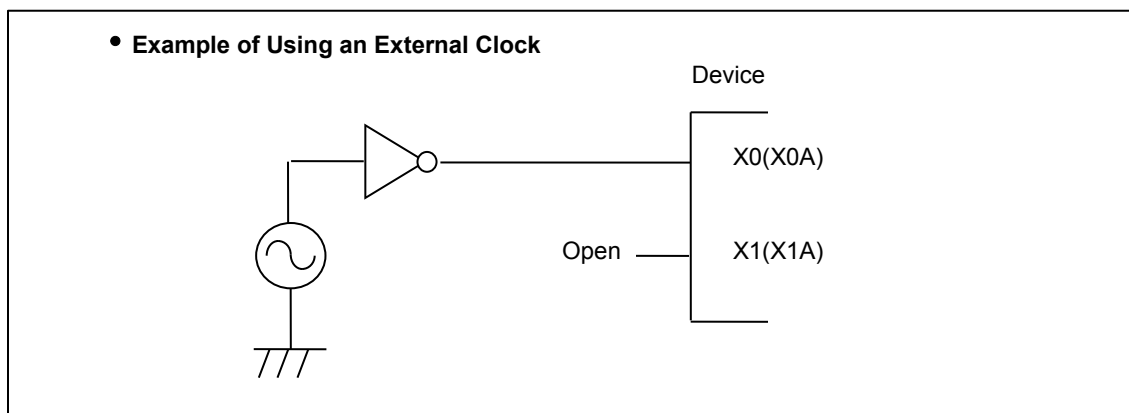 • Example of Using an External Clock
Device
X0(X0A)
Open
X1(X1A)